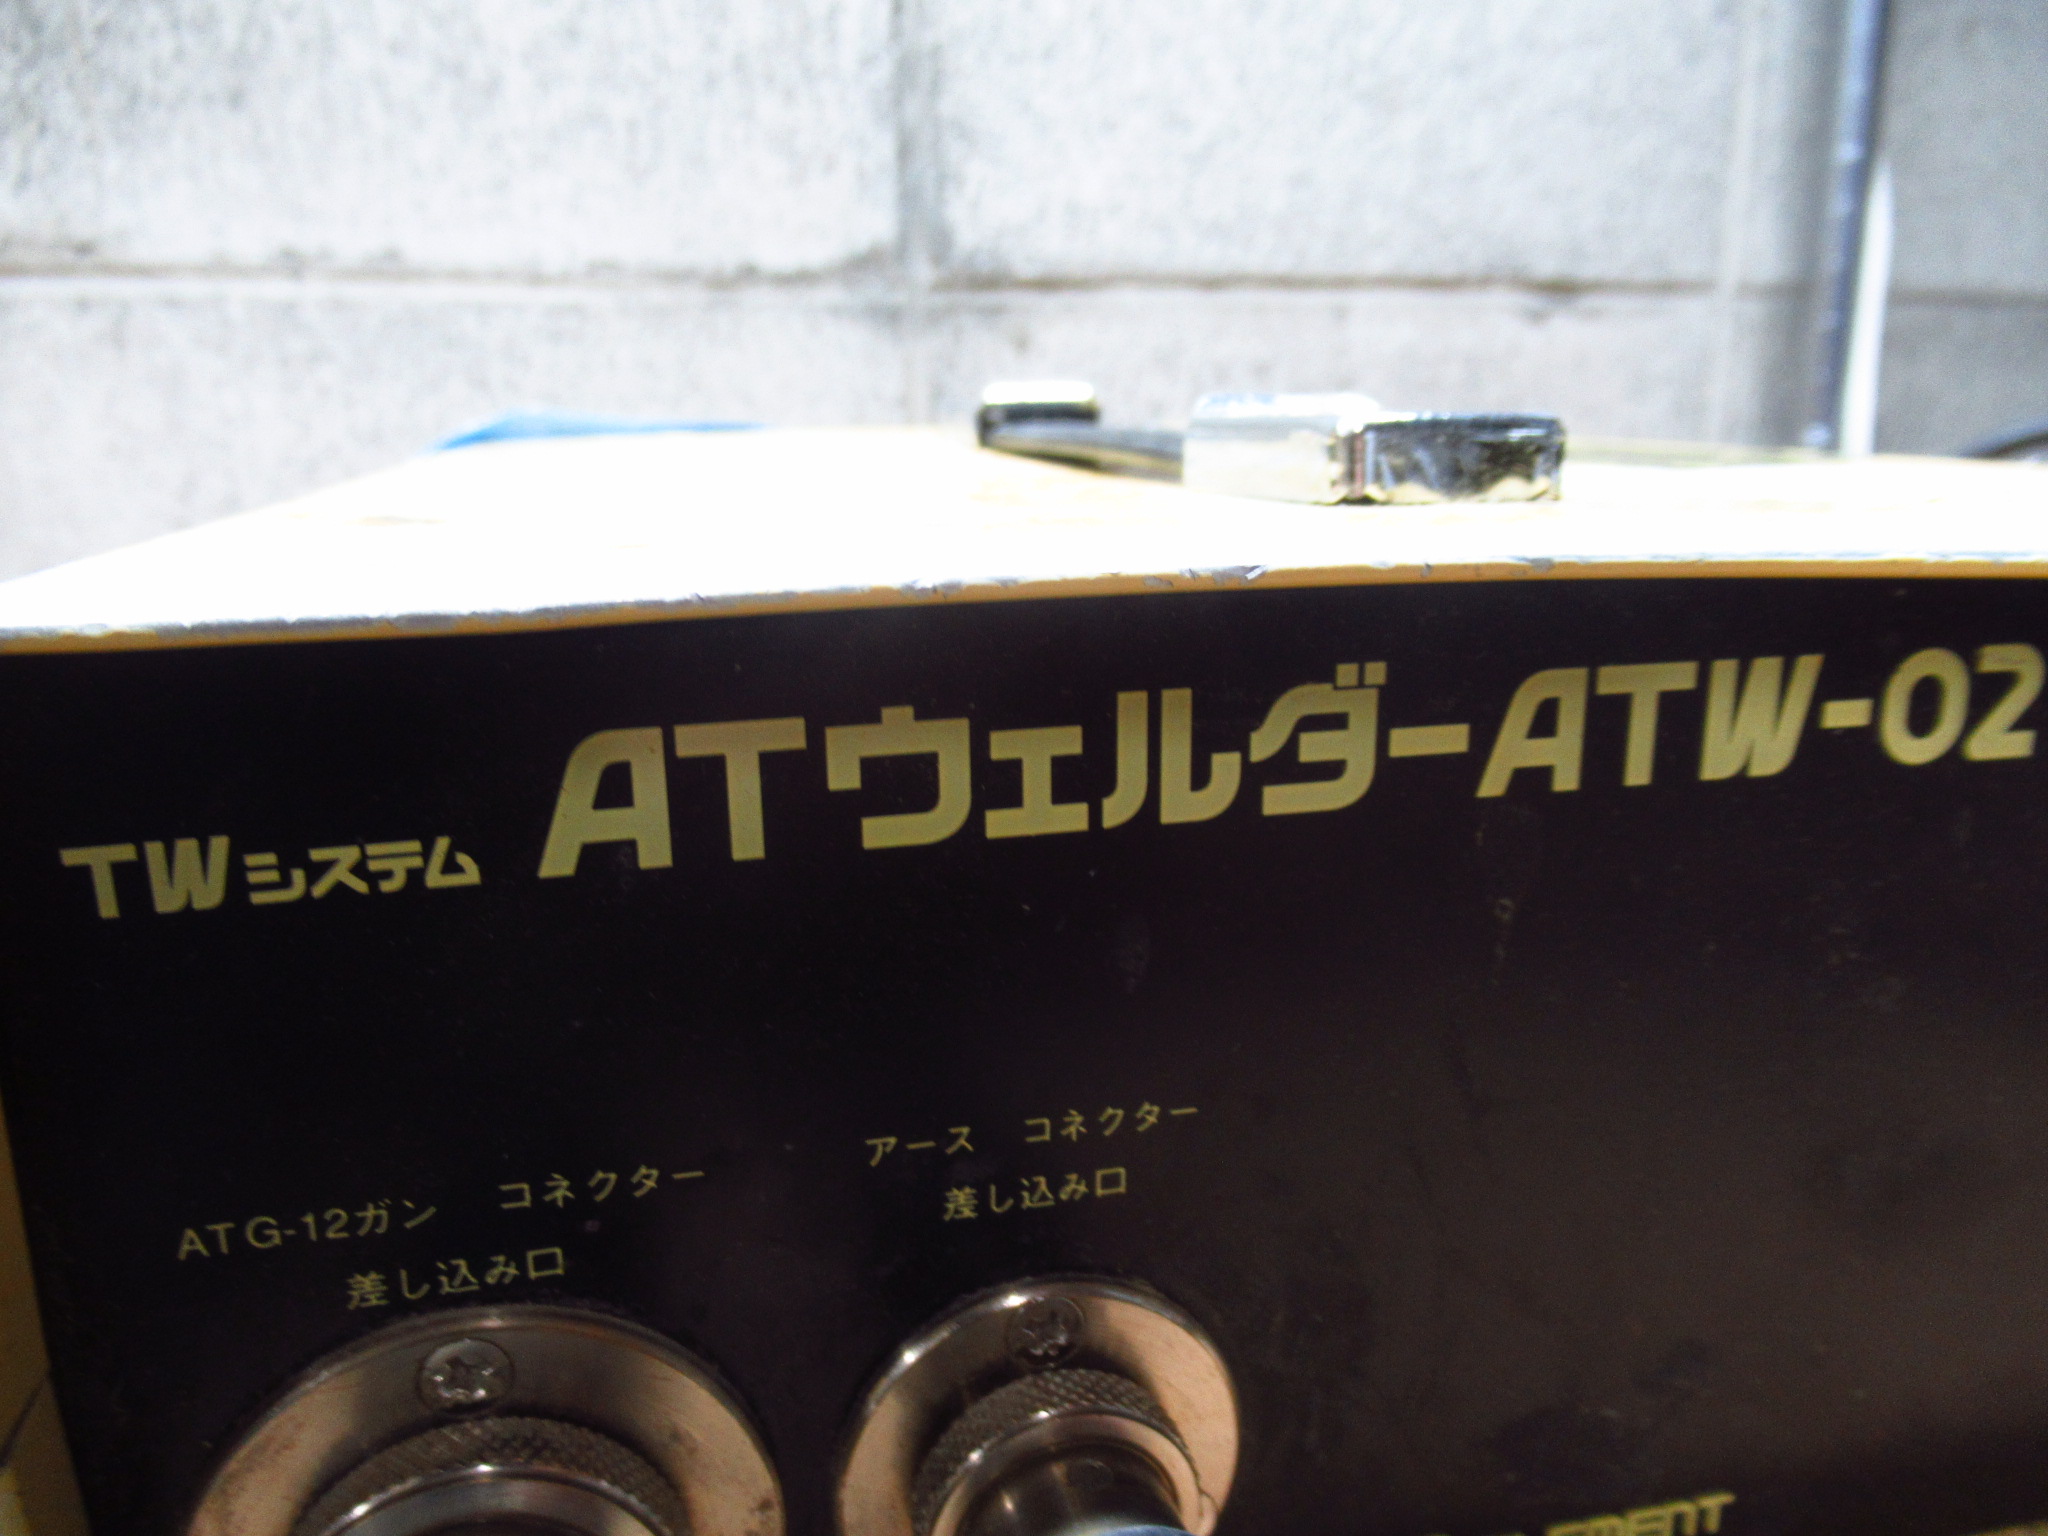 TWシステム ATウェルダーATW-02
アース コネクター
差し込み口
ATG-12ガン コネクター
差し込み口